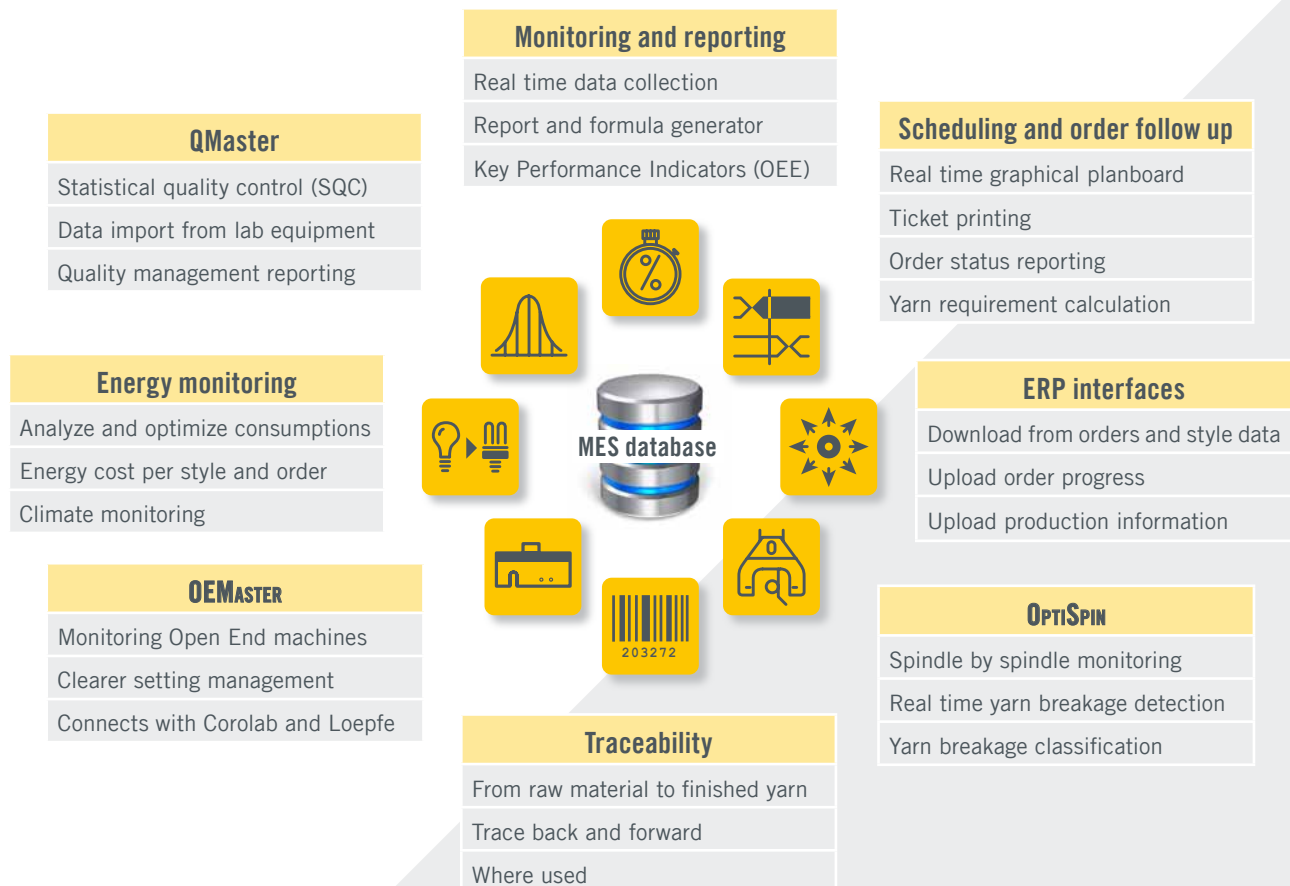 Monitoring and reporting
Real time data collection
Report and formula generator
Key Performance Indicators (OEE)
QMaster
Statistical quality control (SQC)
Data import from lab equipment
Quality management reporting
Scheduling and order follow up
Real time graphical planboard
Ticket printing
Order status reporting
Yarn requirement calculation
Energy monitoring
Analyze and optimize consumptions
Energy cost per style and order
Climate monitoring
MES database
ERP interfaces
Download from orders and style data
Upload order progress
Upload production information
OEMASTER
Monitoring Open End machines
Clearer setting management
Connects with Corolab and Loepfe
203272
OPTISPIN
Spindle by spindle monitoring
Real time yarn breakage detection
Yarn breakage classification
Traceability
From raw material to finished yarn
Trace back and forward
Where used